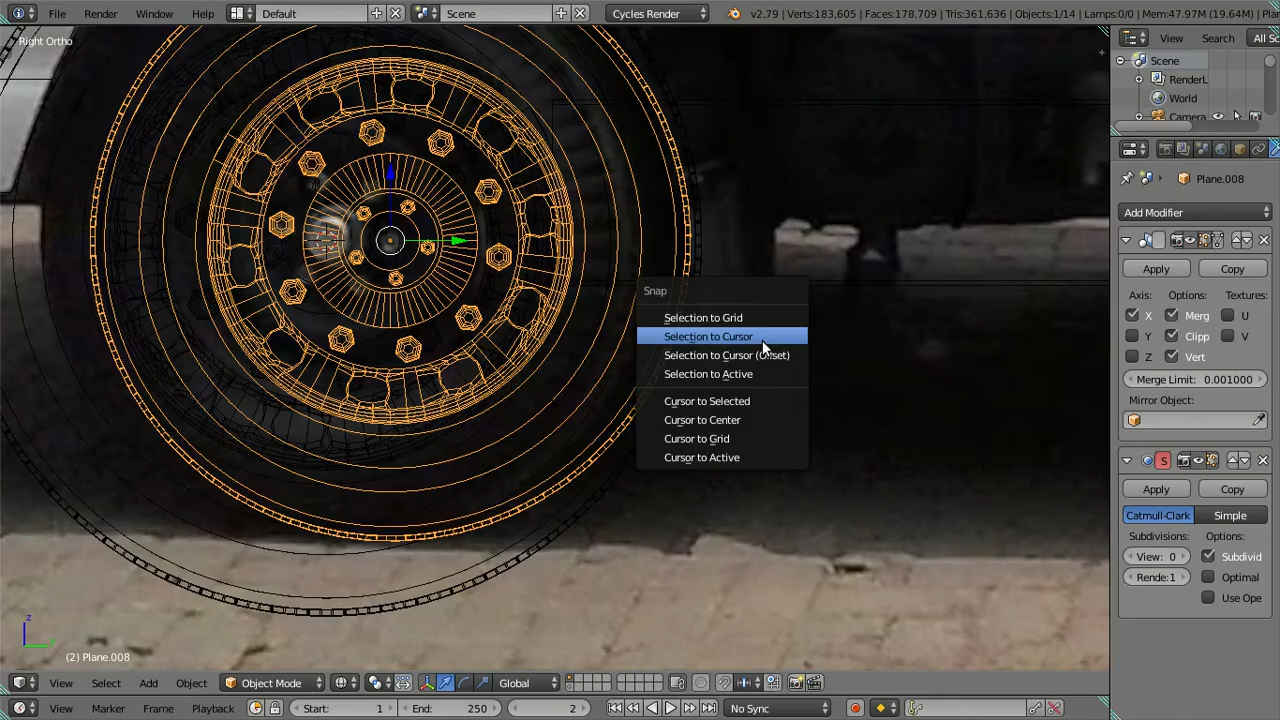 File Render Window Help Default Scene Cycles Render v2.79 | Verts:183,605 | Faces:178,709 | Tris:361,636 | Objects:1/14 | Lamps:0/0 | Mem:47.97M (19.64M) | Pla
Right Ortho
View Search All Sc
Scene
RenderL
World
Camera
Plane.008
Add Modifier
Apply Copy
Axis: Options: Textures:
X Merg U
Y Clipp V
Z Vert
Merge Limit: 0.001000
Mirror Object:
S
Apply Copy
Catmull-Clark Simple
Subdivisions: Options:
View: 0 Subdivid
Rende:1 Optimal
Use Ope
Snap
Selection to Grid
Selection to Cursor
Selection to Cursor (Offset)
Selection to Active
Cursor to Selected
Cursor to Center
Cursor to Grid
Cursor to Active
z
(2) Plane.008
View Select Add Object Object Mode Global
View Marker Frame Playback Start: 1 End: 250 2 No Sync